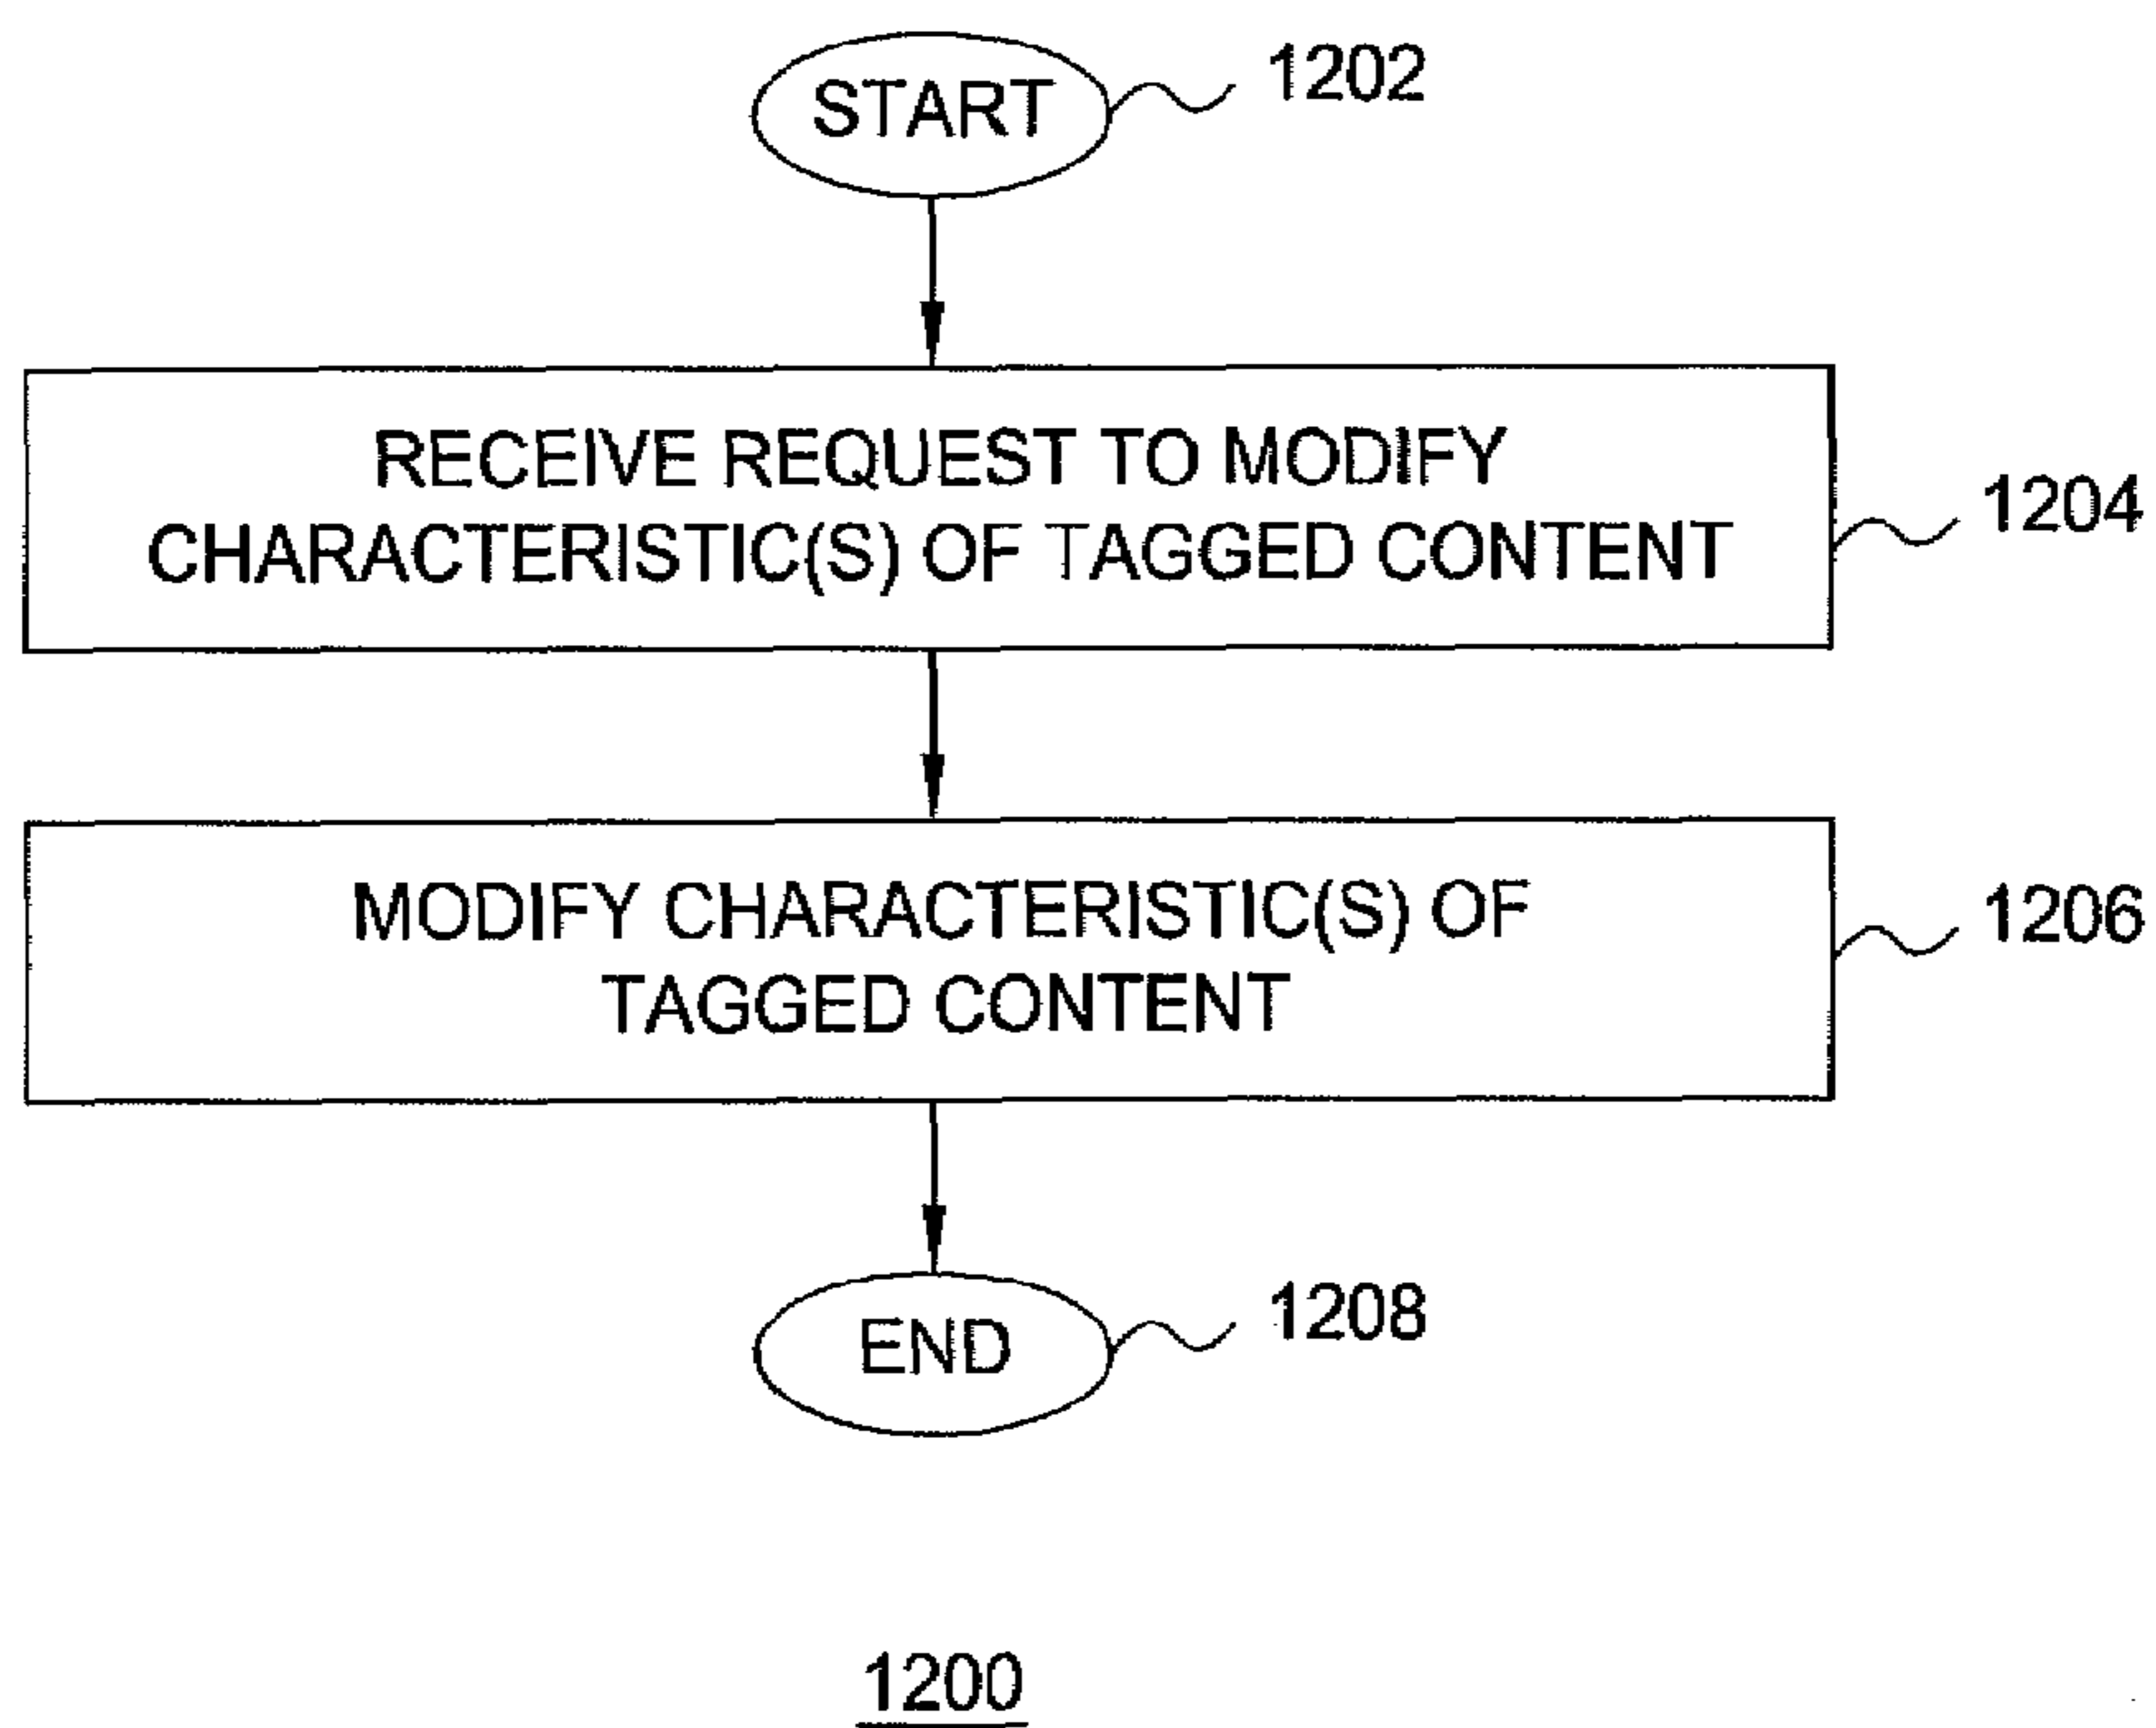 START
1202
RECEIVE REQUEST TO MODIFY
CHARACTERISTIC(S) OF TAGGED CONTENT
1204
MODIFY CHARACTERISTIC(S) OF
TAGGED CONTENT
1206
END
1208
1200